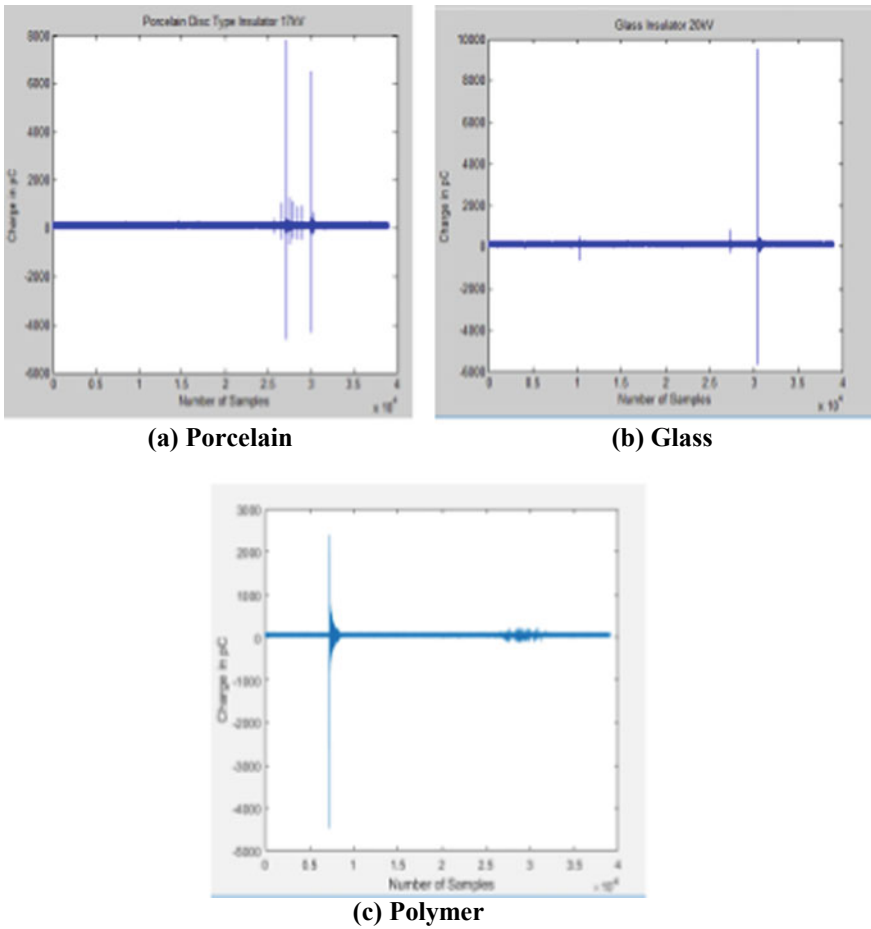 Porcelain Disc Type Insulator 17kV
8000
6000
4000
2000
0
-2000
-4000
-6000
0 0.5 1 1.5 2 2.5 3 3.5 4
x 10⁴
Charge in pC
Number of Samples
(a) Porcelain
Glass Insulator 20kV
10000
8000
6000
4000
2000
0
-2000
-4000
-6000
0 0.5 1 1.5 2 2.5 3 3.5 4
x 10⁴
Charge in pC
Number of Samples
(b) Glass
3000
2000
1000
0
-1000
-2000
-3000
-4000
-5000
0 0.5 1 1.5 2 2.5 3 3.5 4
× 10⁴
Charge in pC
Number of Samples
(c) Polymer